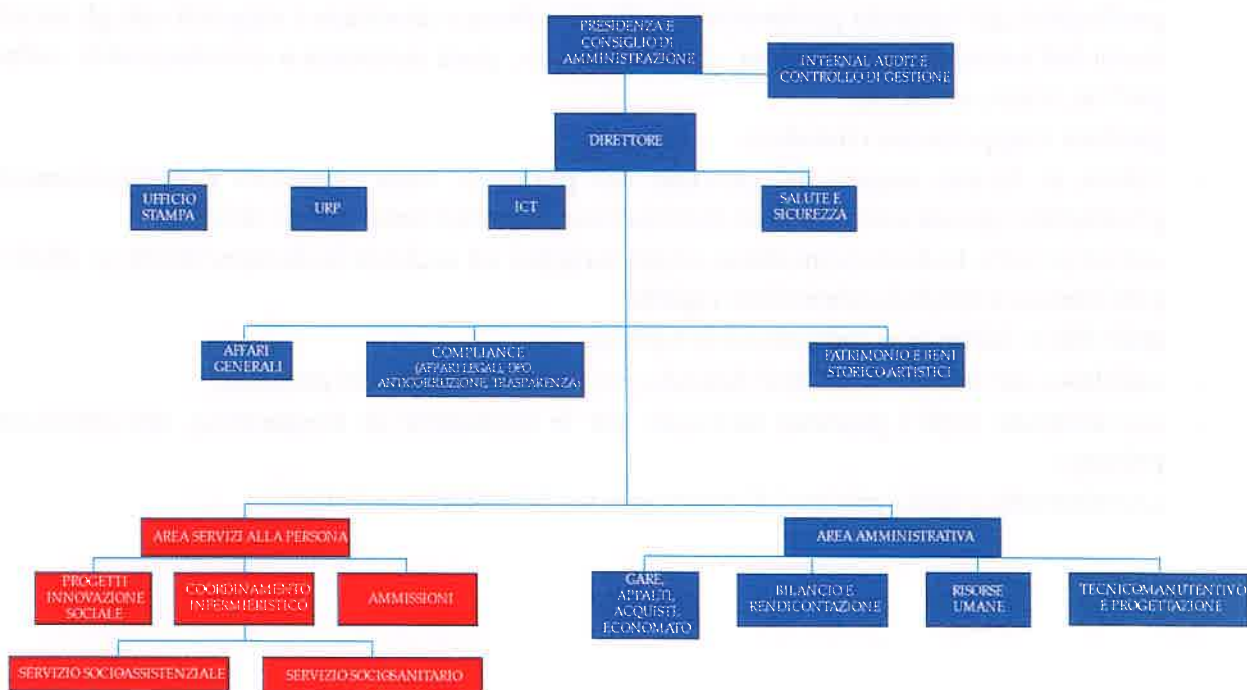 PRESIDENZA E
CONSIGLIO DI
AMMINISTRAZIONE
INTERNAL AUDIT E
CONTROLLO DI GESTIONE
DIRETTORE
UFFICIO
STAMPA
URP
ICT
SALUTE E
SICUREZZA
AFFARI
GENERALI
COMPLIANCE
(AFFARI LEGALI, DPO,
ANTICORRUZIONE, TRASPARENZA)
PATRIMONIO E BENI
STORICO-ARTISTICI
AREA SERVIZI ALLA PERSONA
AREA AMMINISTRATIVA
PROGETTI
INNOVAZIONE
SOCIALE
COORDINAMENTO
INFERMIERISTICO
AMMISSIONI
GARE,
APPALTI,
ACQUISTI,
ECONOMATO
BILANCIO E
RENDICONTAZIONE
RISORSE
UMANE
TECNICO-MANUTENTIVO
E PROGETTAZIONE
SERVIZIO SOCIOASSISTENZIALE
SERVIZIO SOCIOSANITARIO